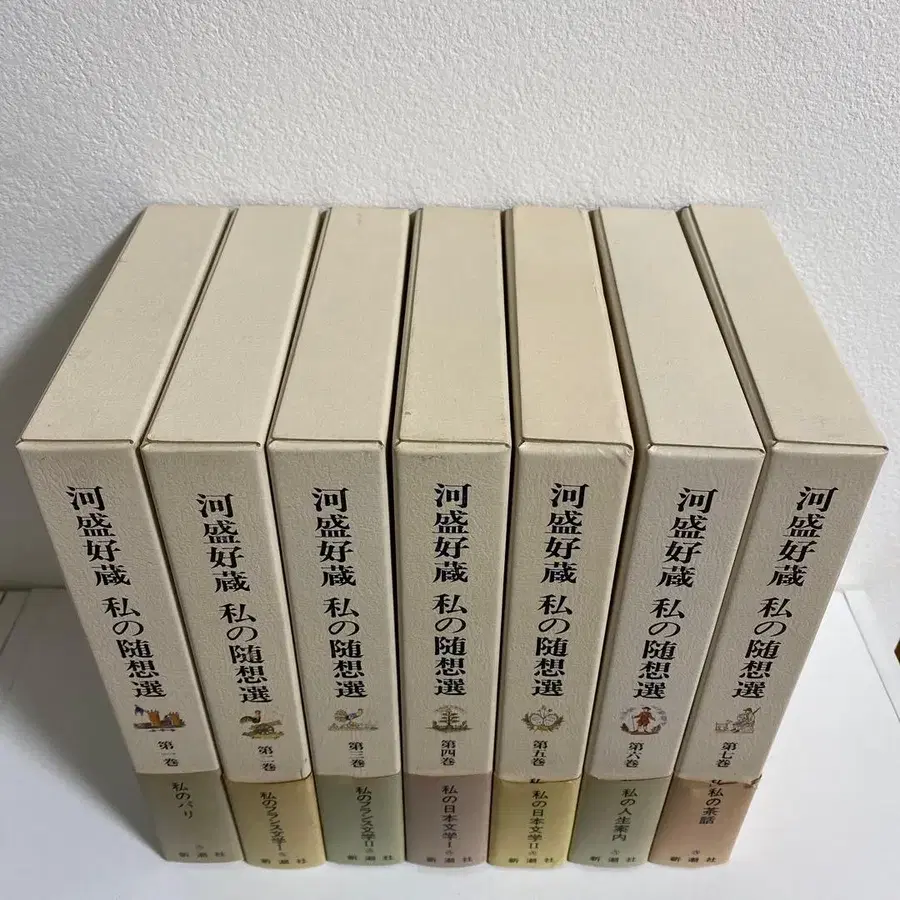 河盛好蔵 私の随想選
第一巻
私のパリ
新潮社
河盛好蔵 私の随想選
第二巻
私のフランス文学I
新潮社
河盛好蔵 私の随想選
第三巻
私のフランス文学II
新潮社
河盛好蔵 私の随想選
第四巻
私の日本文学I
新潮社
河盛好蔵 私の随想選
第五巻
私の日本文学II
新潮社
河盛好蔵 私の随想選
第六巻
私の人生案内
新潮社
河盛好蔵 私の随想選
第七巻
私の茶話
新潮社